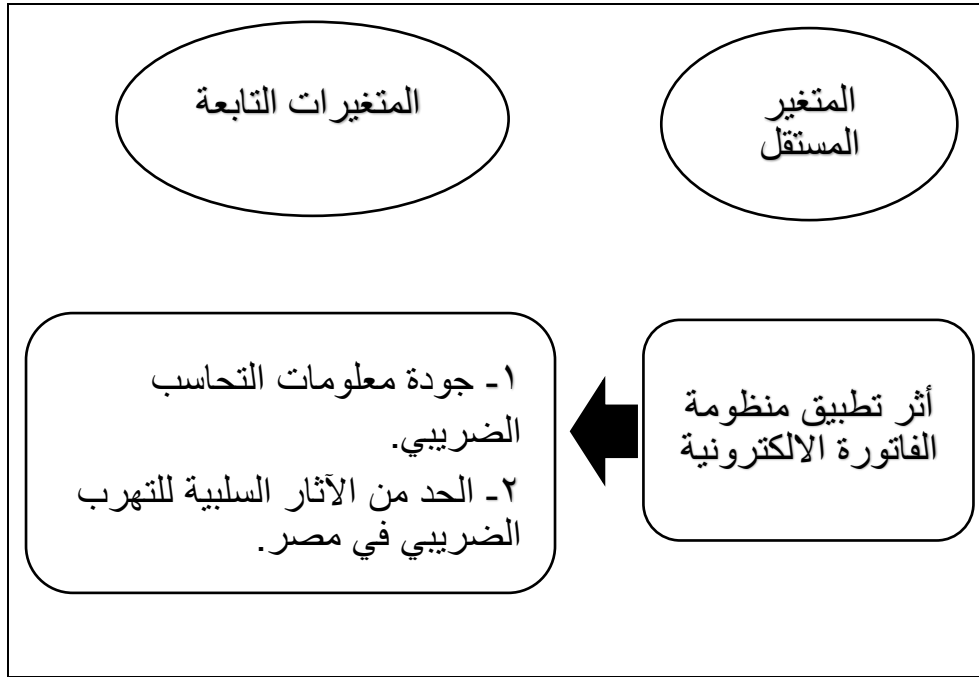 المتغير
المستقل
المتغيرات التابعة
أثر تطبيق منظومة
الفاتورة الالكترونية
١- جودة معلومات التحاسب
الضريبي.
٢- الحد من الآثار السلبية للتهرب
الضريبي في مصر.